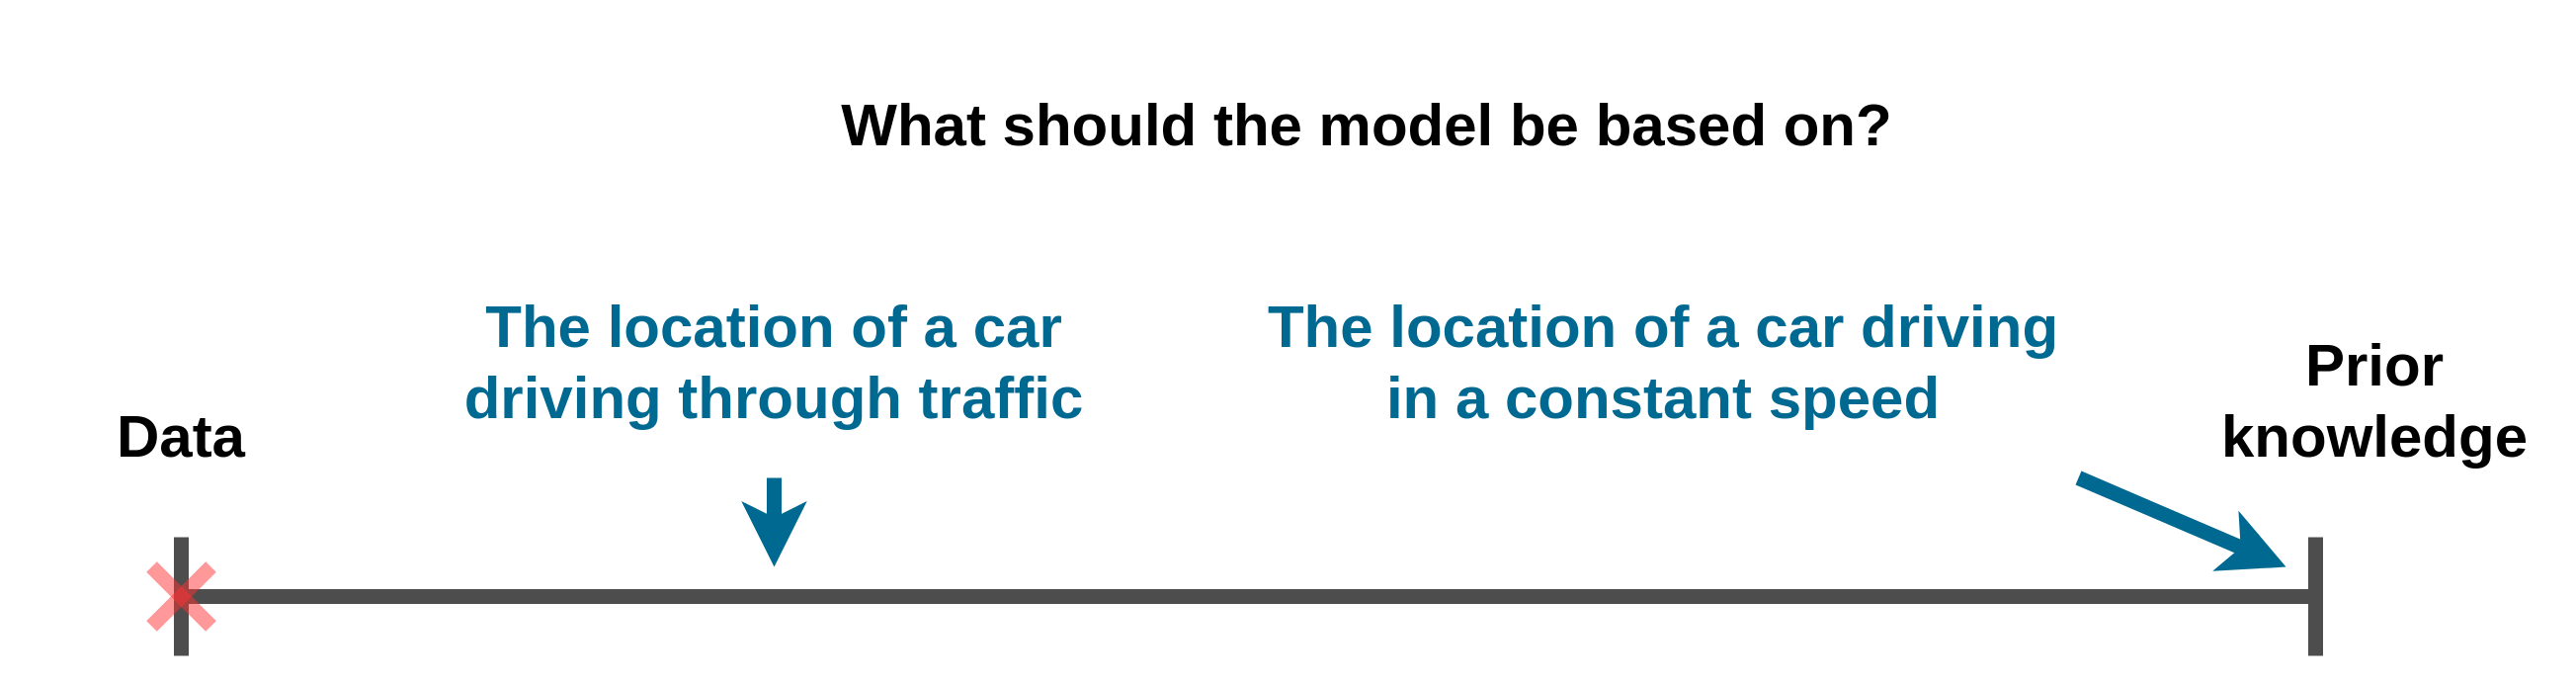 What should the model be based on?
The location of a car
driving through traffic
The location of a car driving
in a constant speed
Data
Prior
knowledge